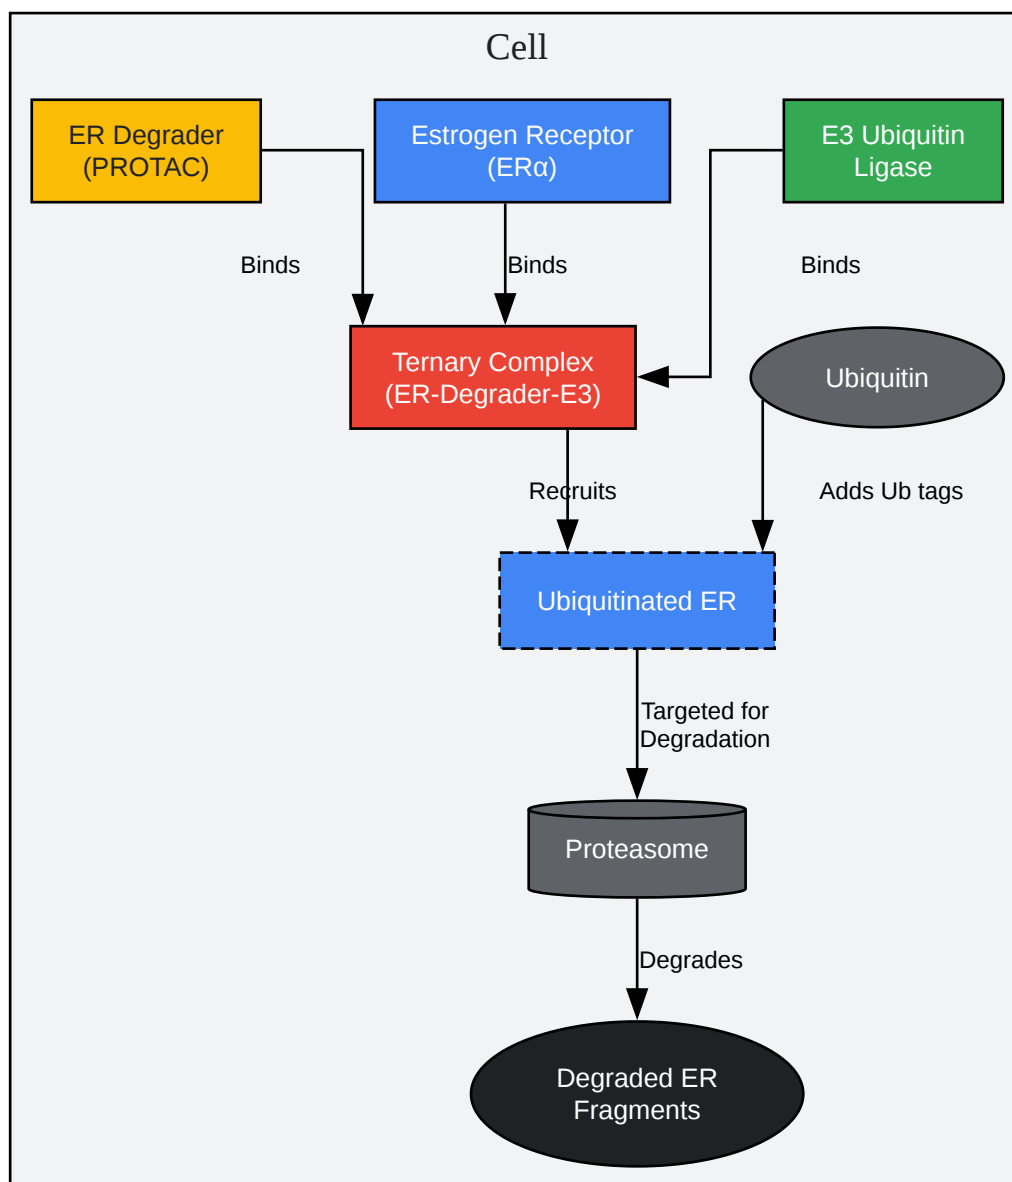 Cell
ER Degrader
(PROTAC)
Estrogen Receptor
(ERα)
E3 Ubiquitin
Ligase
Binds
Binds
Binds
Ternary Complex
(ER-Degrader-E3)
Ubiquitin
Recruits
Adds Ub tags
Ubiquitinated ER
Targeted for
Degradation
Proteasome
Degrades
Degraded ER
Fragments